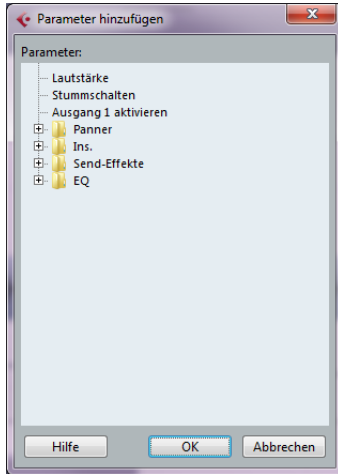 Parameter hinzufügen
Parameter:
Lautstärke
Stummschalten
Ausgang 1 aktivieren
Panner
Ins.
Send-Effekte
EQ
Hilfe OK Abbrechen